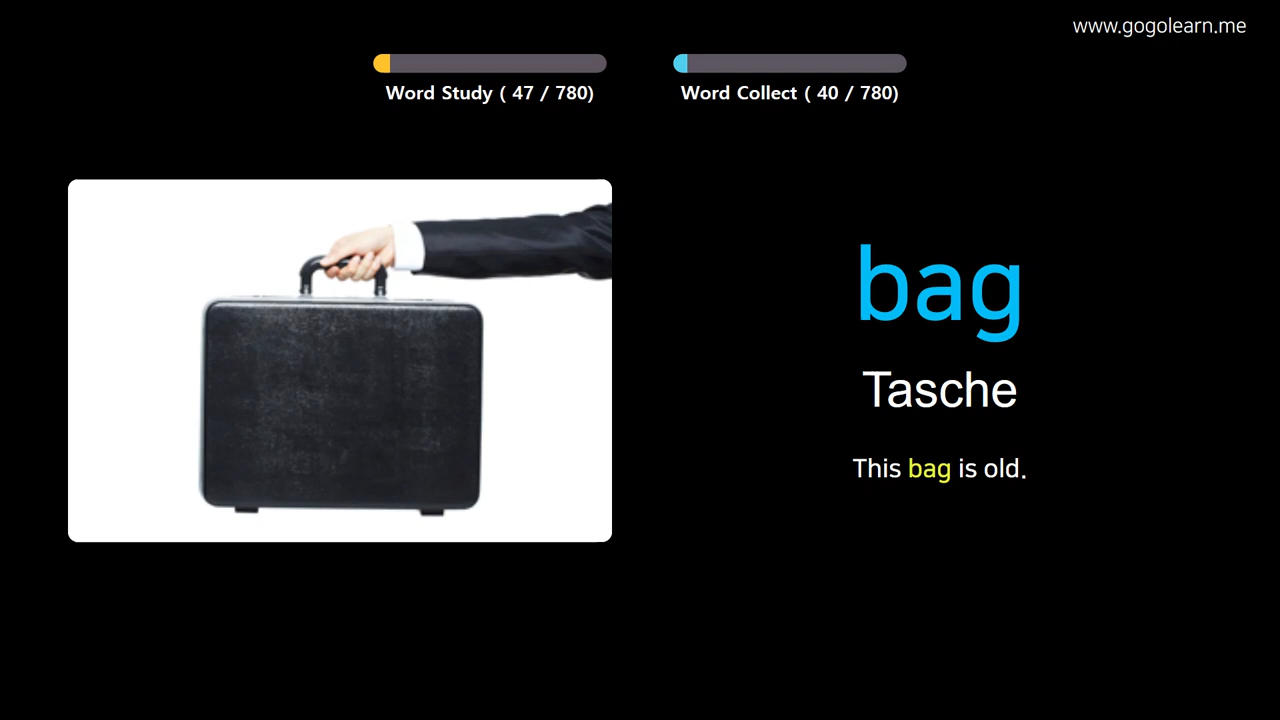 www.gogolearn.me
Word Study ( 47 / 780)
Word Collect ( 40 / 780)
bag
Tasche
This bag is old.